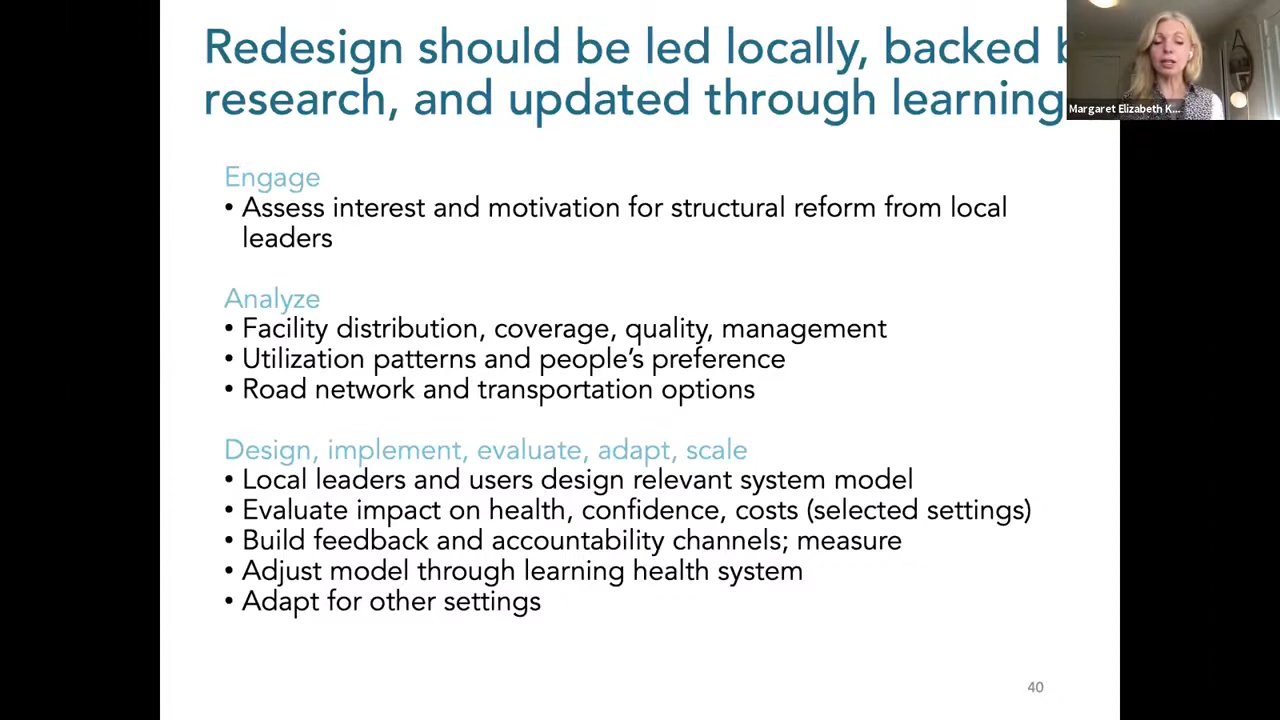 Redesign should be led locally, backed
research, and updated through learning
Margaret Elizabeth K...
Engage
• Assess interest and motivation for structural reform from local
leaders
Analyze
• Facility distribution, coverage, quality, management
• Utilization patterns and people’s preference
• Road network and transportation options
Design, implement, evaluate, adapt, scale
• Local leaders and users design relevant system model
• Evaluate impact on health, confidence, costs (selected settings)
• Build feedback and accountability channels; measure
• Adjust model through learning health system
• Adapt for other settings
40